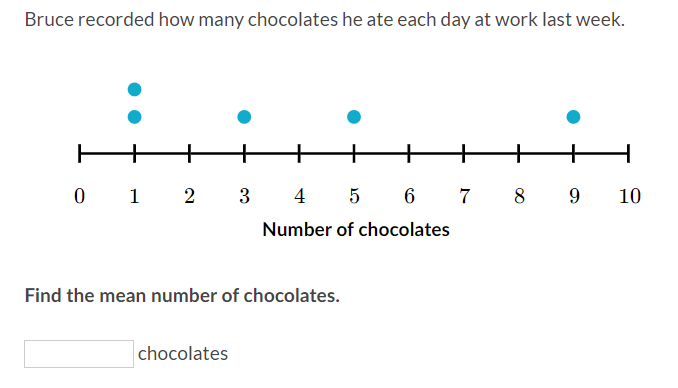 Bruce recorded how many chocolates he ate each day at work last week.
0 1 2 3 4 5 6 7 8 9 10
Number of chocolates
Find the mean number of chocolates.
chocolates